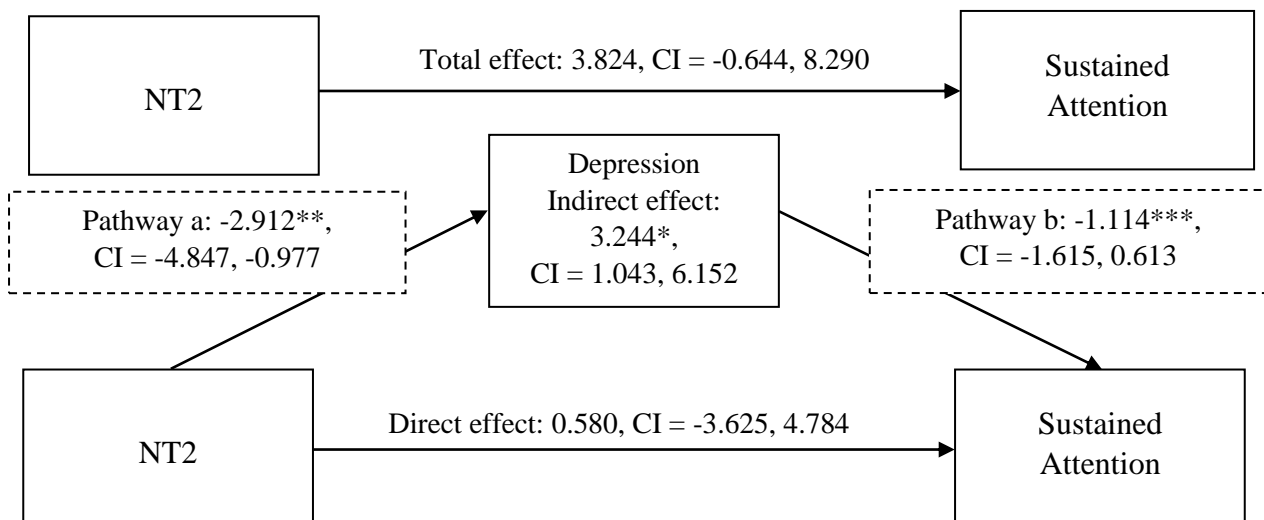 NT2
Total effect: 3.824, CI = -0.644, 8.290
Sustained
Attention
Depression
Indirect effect:
3.244*,
CI = 1.043, 6.152
Pathway a: -2.912**,
CI = -4.847, -0.977
Pathway b: -1.114***,
CI = -1.615, 0.613
NT2
Direct effect: 0.580, CI = -3.625, 4.784
Sustained
Attention